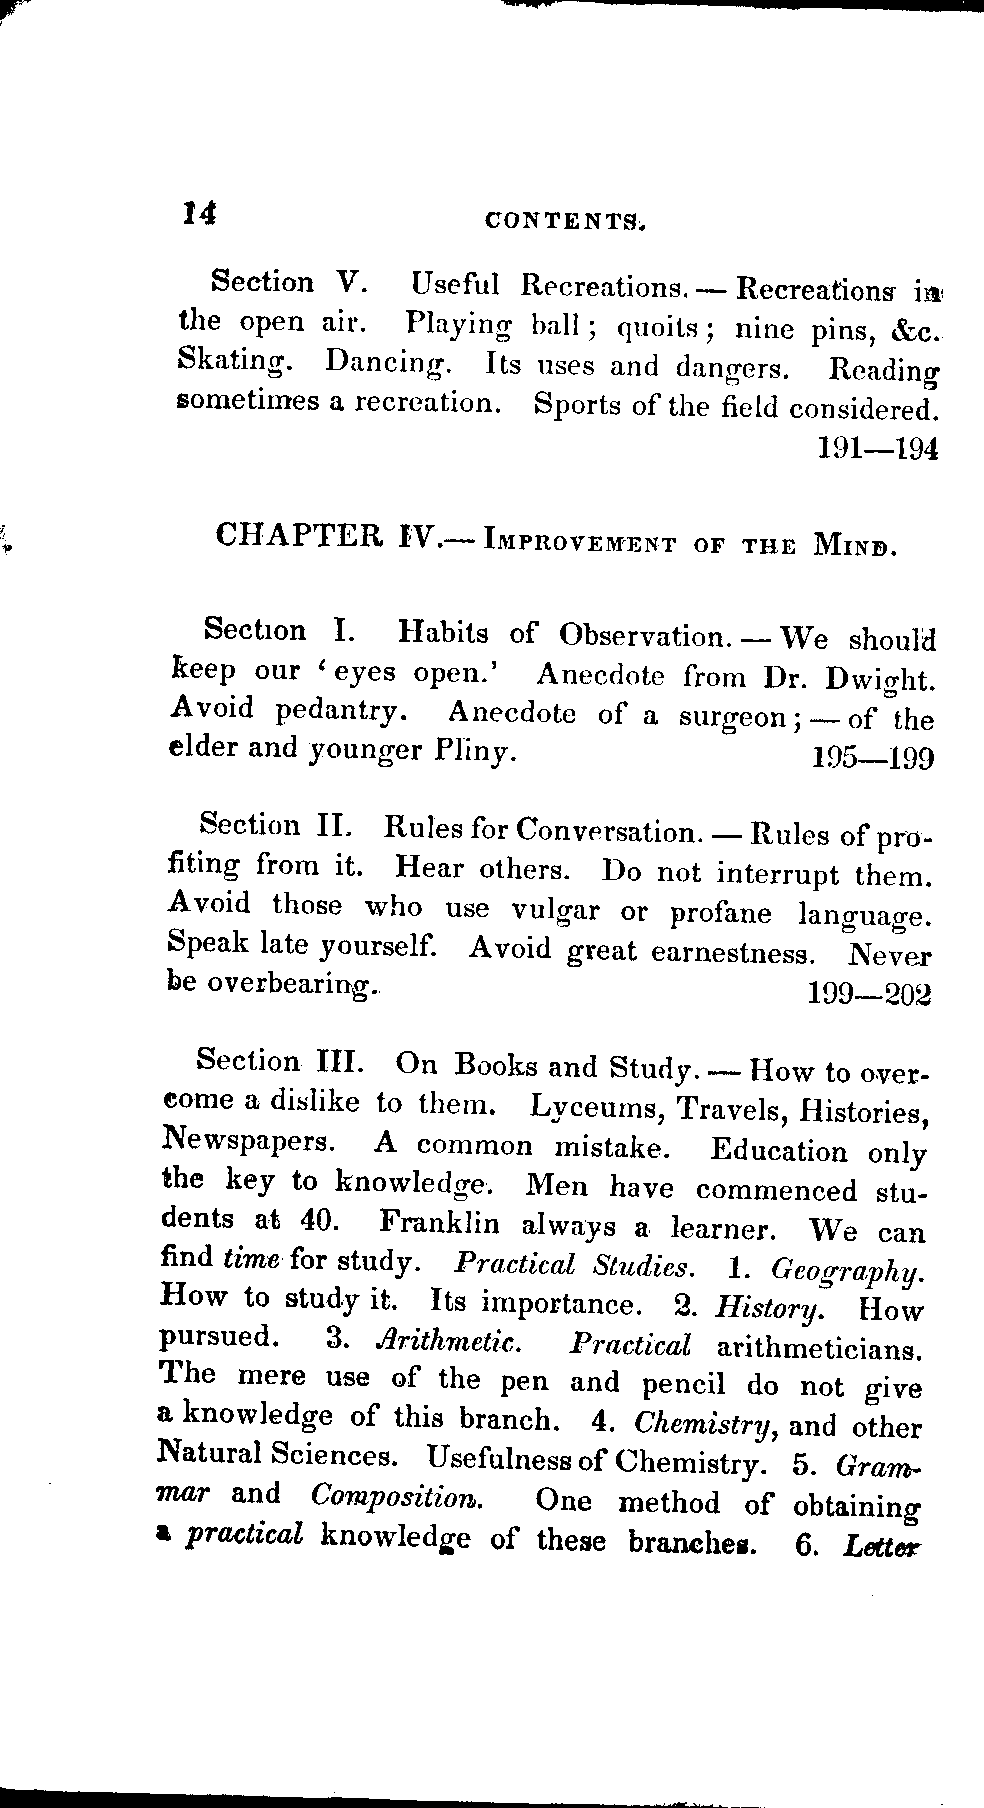 14 CONTENTS.
Section V. Useful Recreations. — Recreations in
the open air. Playing ball; quoits; nine pins, &c.
Skating. Dancing. Its uses and dangers. Reading
sometimes a recreation. Sports of the field considered.
191—194
CHAPTER IV.— IMPROVEMENT OF THE MIND.
Section I. Habits of Observation. — We should
keep our ‘eyes open.’ Anecdote from Dr. Dwight.
Avoid pedantry. Anecdote of a surgeon; — of the
elder and younger Pliny. 195—199
Section II. Rules for Conversation. — Rules of pro-
fiting from it. Hear others. Do not interrupt them.
Avoid those who use vulgar or profane language.
Speak late yourself. Avoid great earnestness. Never
be overbearing. 199—202
Section III. On Books and Study. — How to over-
come a dislike to them. Lyceums, Travels, Histories,
Newspapers. A common mistake. Education only
the key to knowledge. Men have commenced stu-
dents at 40. Franklin always a learner. We can
find time for study. Practical Studies. 1. Geography.
How to study it. Its importance. 2. History. How
pursued. 3. Arithmetic. Practical arithmeticians.
The mere use of the pen and pencil do not give
a knowledge of this branch. 4. Chemistry, and other
Natural Sciences. Usefulness of Chemistry. 5. Gram-
mar and Composition. One method of obtaining
a practical knowledge of these branches. 6. Letter